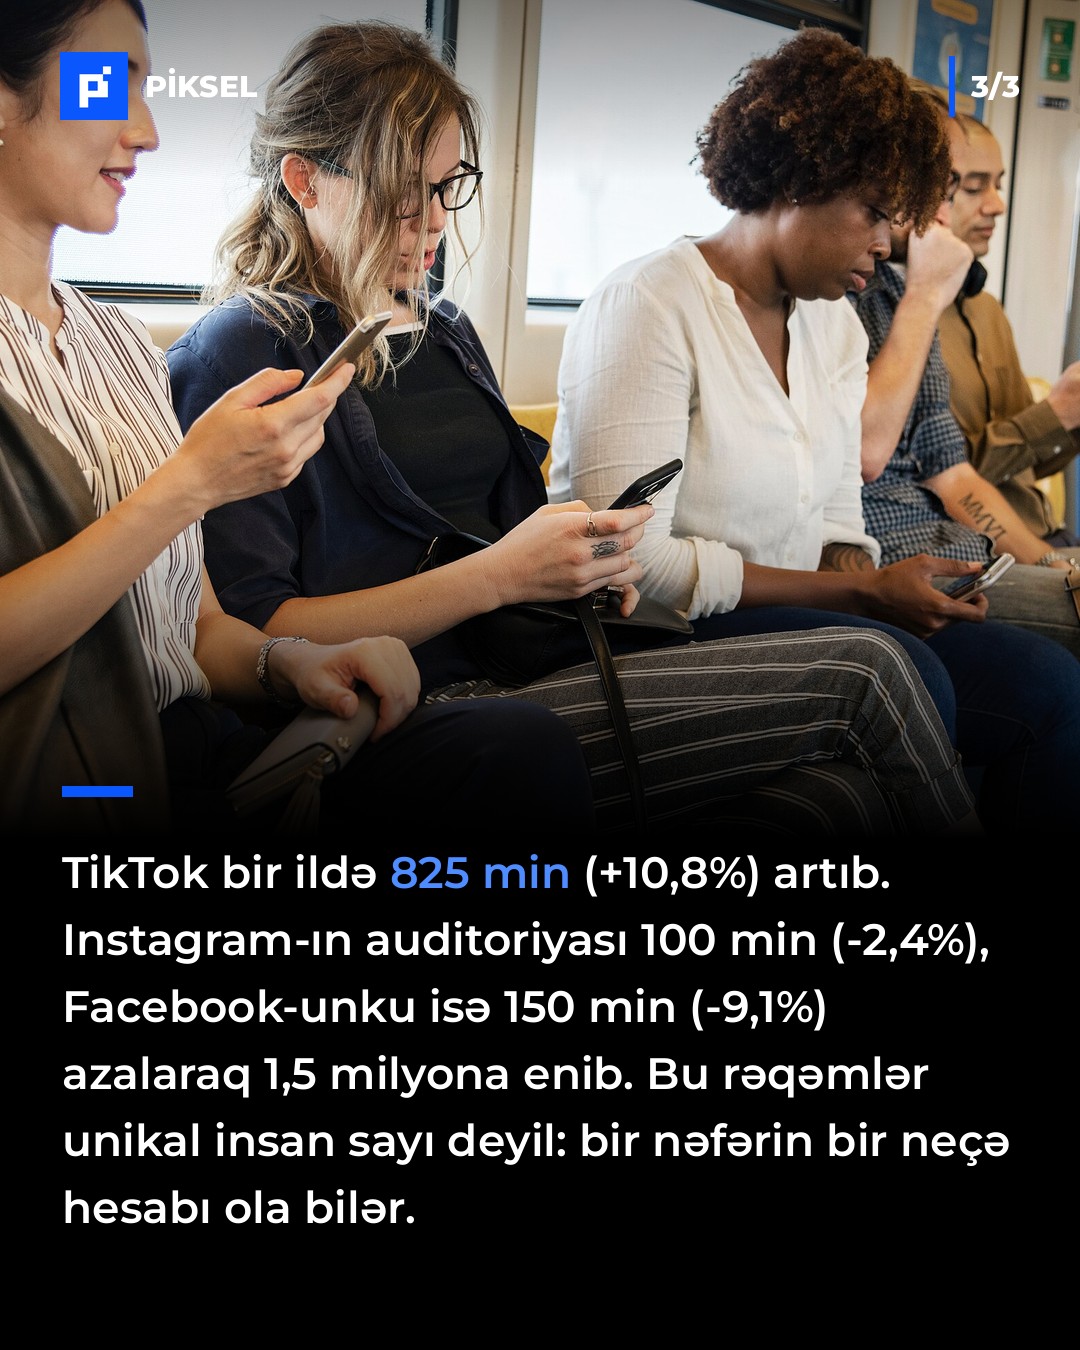 PİKSEL
3/3
TikTok bir ildə 825 min (+10,8%) artıb.
Instagram-ın auditoriyası 100 min (-2,4%),
Facebook-unku isə 150 min (-9,1%)
azalaraq 1,5 milyona enib. Bu rəqəmlər
unikal insan sayı deyil: bir nəfərin bir neçə
hesabı ola bilər.
MMVI